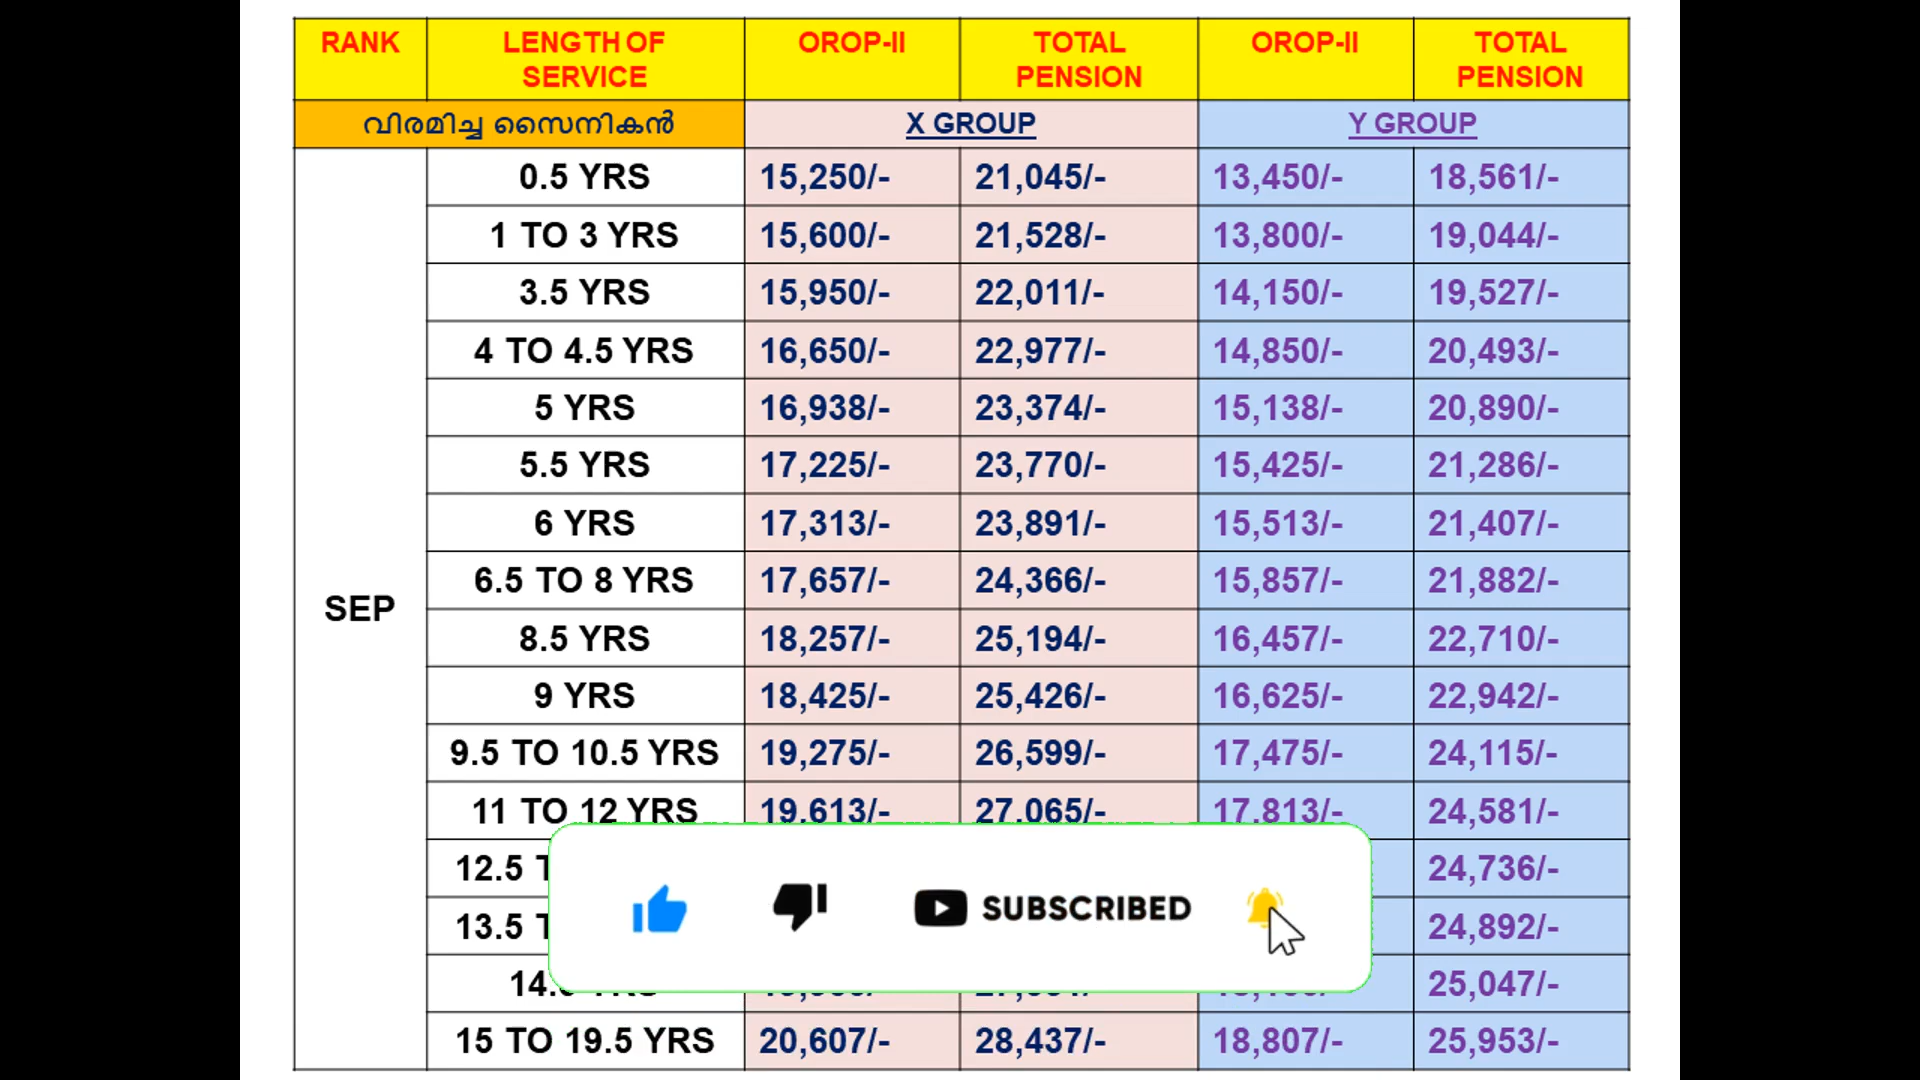 RANK LENGTH OF SERVICE OROP-II TOTAL PENSION OROP-II TOTAL PENSION
വിരമിച്ച സൈനികൻ X GROUP Y GROUP
SEP
0.5 YRS 15,250/- 21,045/- 13,450/- 18,561/-
1 TO 3 YRS 15,600/- 21,528/- 13,800/- 19,044/-
3.5 YRS 15,950/- 22,011/- 14,150/- 19,527/-
4 TO 4.5 YRS 16,650/- 22,977/- 14,850/- 20,493/-
5 YRS 16,938/- 23,374/- 15,138/- 20,890/-
5.5 YRS 17,225/- 23,770/- 15,425/- 21,286/-
6 YRS 17,313/- 23,891/- 15,513/- 21,407/-
6.5 TO 8 YRS 17,657/- 24,366/- 15,857/- 21,882/-
8.5 YRS 18,257/- 25,194/- 16,457/- 22,710/-
9 YRS 18,425/- 25,426/- 16,625/- 22,942/-
9.5 TO 10.5 YRS 19,275/- 26,599/- 17,475/- 24,115/-
11 TO 12 YRS 19,613/- 27,065/- 17,813/- 24,581/-
12.5 24,736/-
SUBSCRIBED
13.5 24,892/-
YRS 25,047/-
15 TO 19.5 YRS 20,607/- 28,437/- 18,807/- 25,953/-